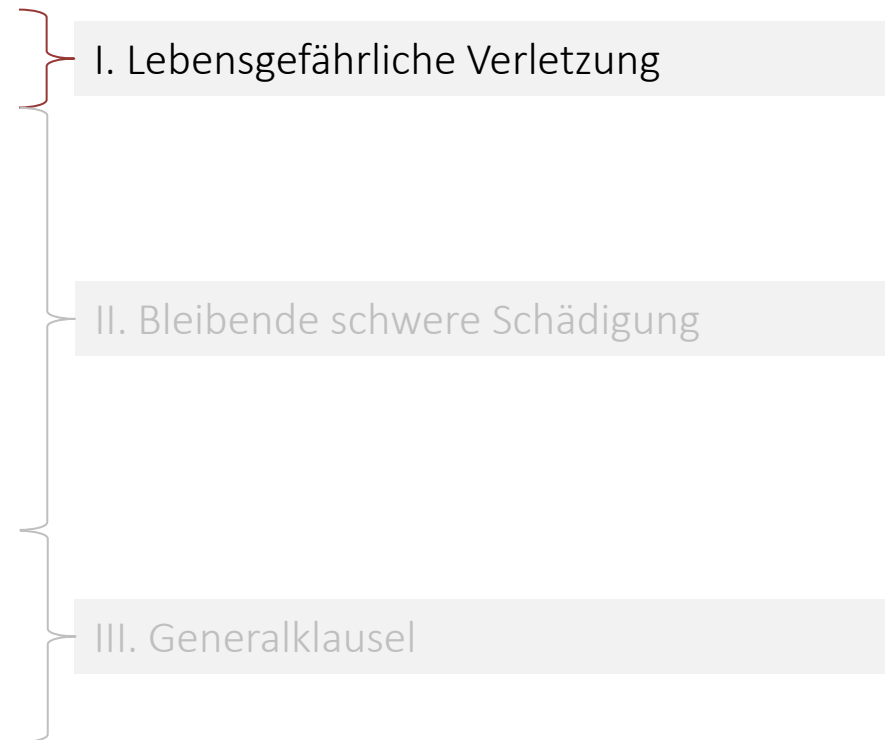 I. Lebensgefährliche Verletzung
II. Bleibende schwere Schädigung
III. Generalklausel